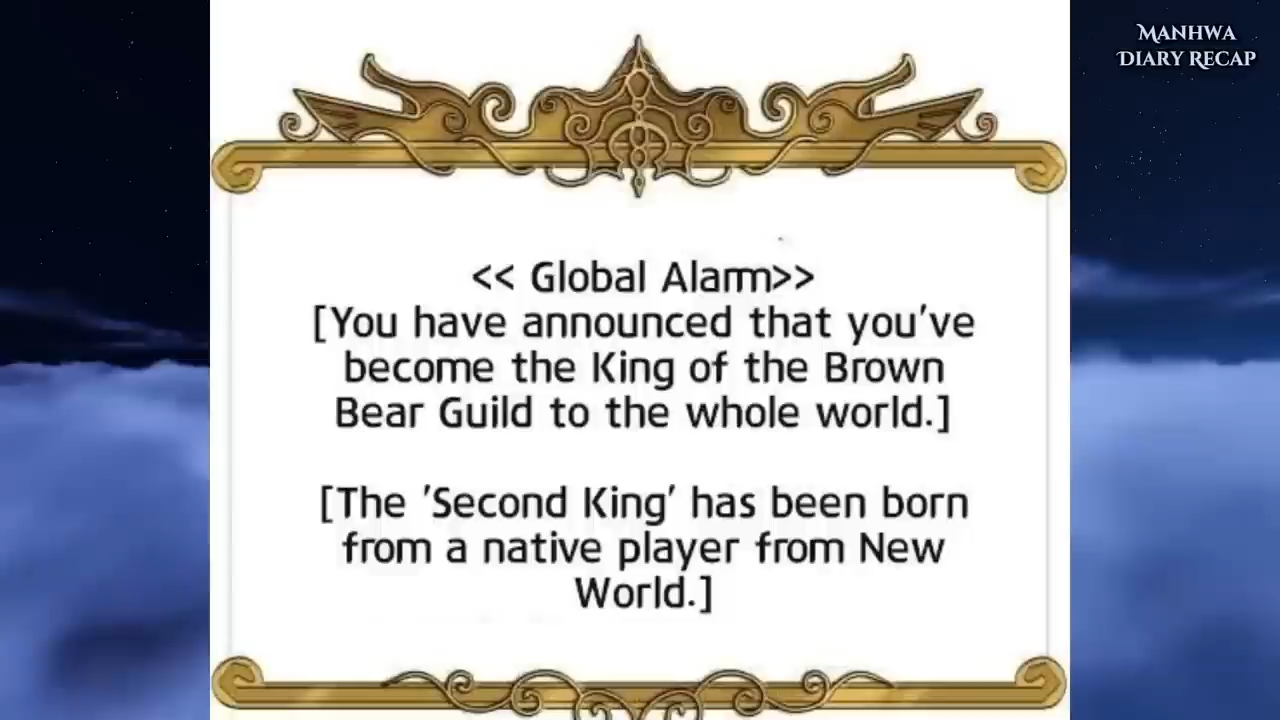 MANHWA
DIARY RECAP
<< Global Alarm>>
[You have announced that you've
become the King of the Brown
Bear Guild to the whole world.]
[The 'Second King' has been born
from a native player from New
World.]